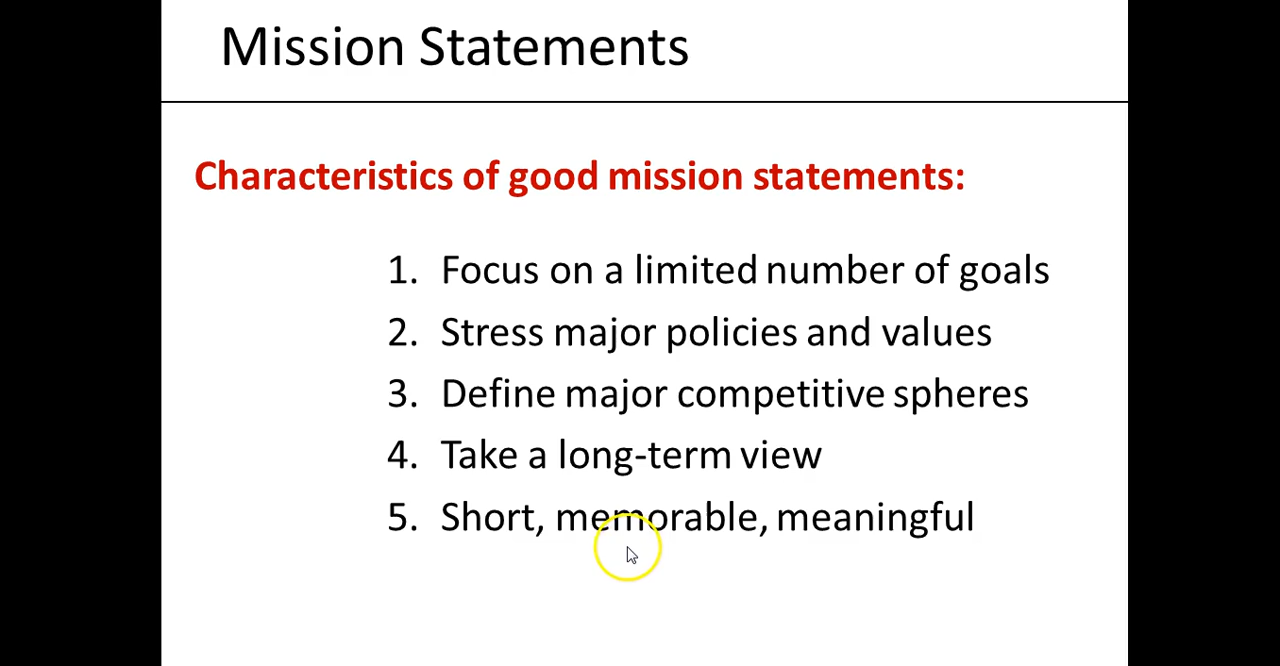 Mission Statements
Characteristics of good mission statements:
1. Focus on a limited number of goals
2. Stress major policies and values
3. Define major competitive spheres
4. Take a long-term view
5. Short, memorable, meaningful